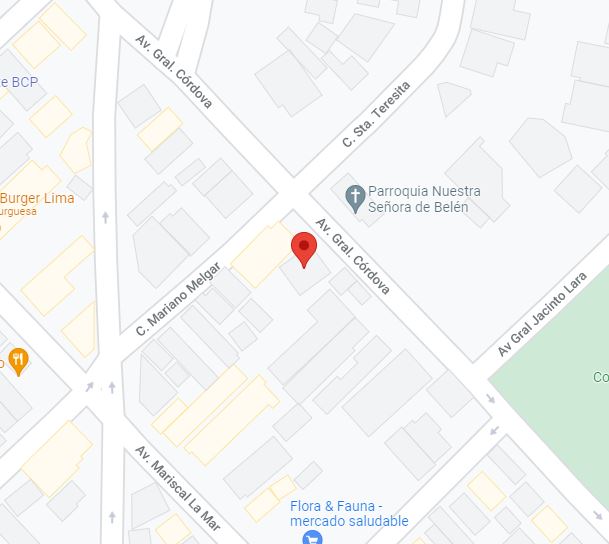 Av. Gral. Córdova
e BCP
C. Sta. Teresita
Parroquia Nuestra
Señora de Belén
Burger Lima
urguesa
Av. Gral. Córdova
C. Mariano Melgar
Av Gral Jacinto Lara
o
Co
Av. Mariscal La Mar
Flora & Fauna -
mercado saludable